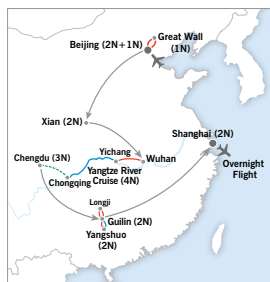 Great Wall
(1N)
Beijing (2N+1N)
Xian (2N)
Shanghai (2N)
Chengdu (3N)
Yichang
Wuhan
Overnight
Flight
Yangtze River
Cruise (4N)
Chongqing
Longji
Guilin (2N)
Yangshuo
(2N)